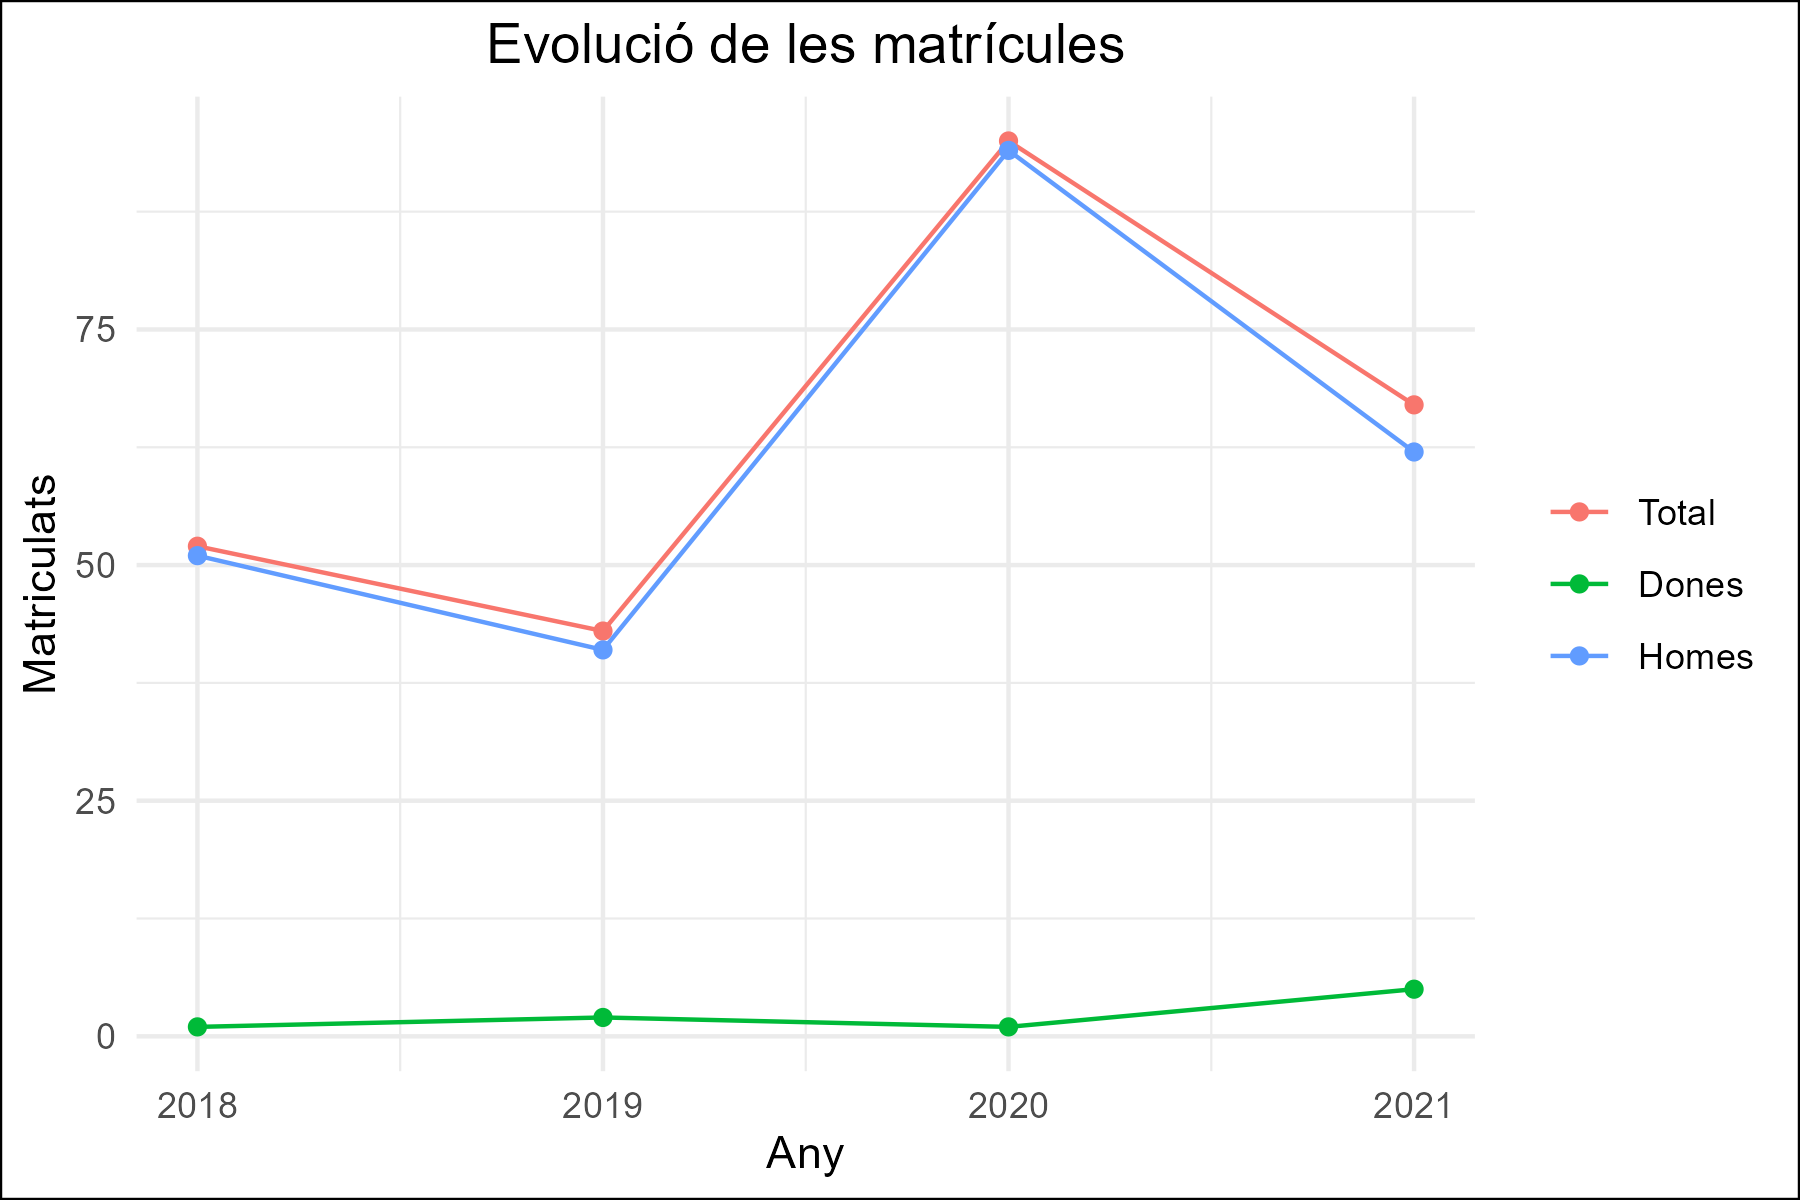 Evolució de les matrícules
Matriculats
75
50
25
0
2018 2019 2020 2021
Any
Total
Dones
Homes